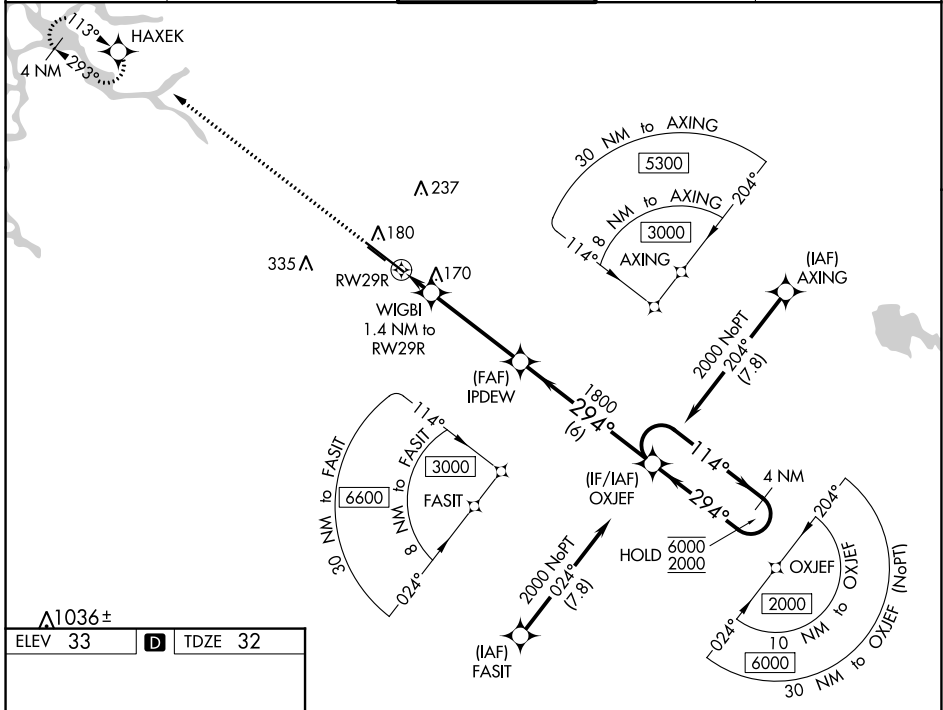 113°
HAXEK
4 NM
293°
237
180
335
RW29R
170
WIGBI
1.4 NM to
RW29R
(FAF)
IPDEW
1800
294°
(6)
30 NM to AXING
5300
8 NM to AXING
3000
204°
114°
AXING
(IAF)
AXING
2000 NoPT
204°
(7.8)
114°
4 NM
294°
(IF/IAF)
OXJEF
HOLD
6000
2000
30 NM to FASIT
6600
8 NM to FASIT
3000
114°
FASIT
024°
2000 NoPT
024°
(7.8)
(IAF)
FASIT
204°
OXJEF
2000
024°
10 NM to OXJEF
6000
30 NM to OXJEF (NoPT)
1036±
ELEV 33
D
TDZE 32